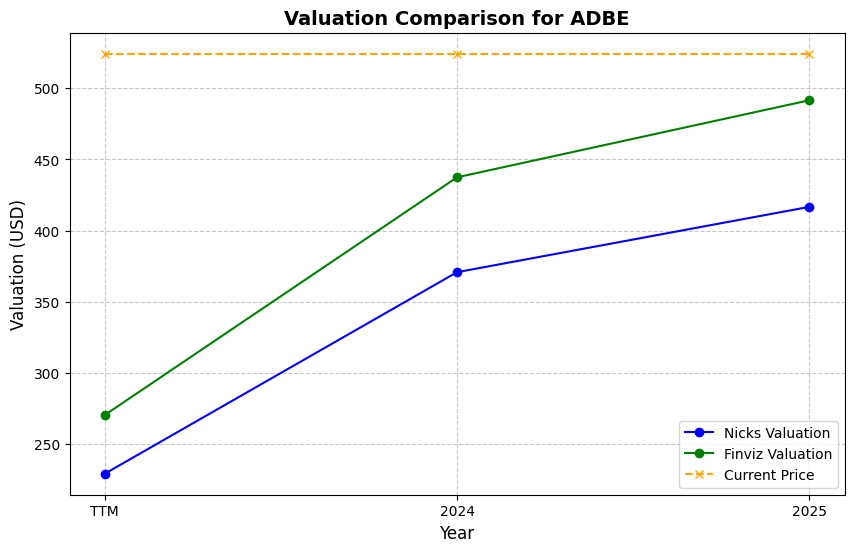 Valuation Comparison for ADBE
Valuation (USD)
500
450
400
350
300
250
TTM
2024
2025
Year
Nicks Valuation
Finviz Valuation
Current Price